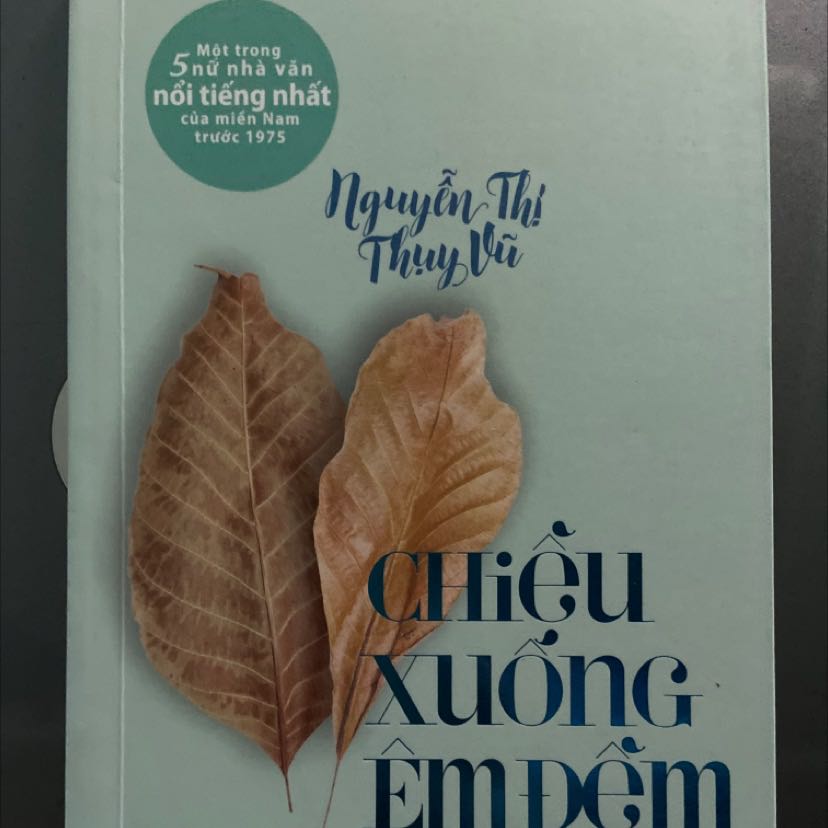 Một trong
5 nữ nhà văn
nổi tiếng nhất
của miền Nam
trước 1975
Nguyễn Thị
Thụy Vũ
CHiỀU
XUỐNG
ÊM ĐỀM